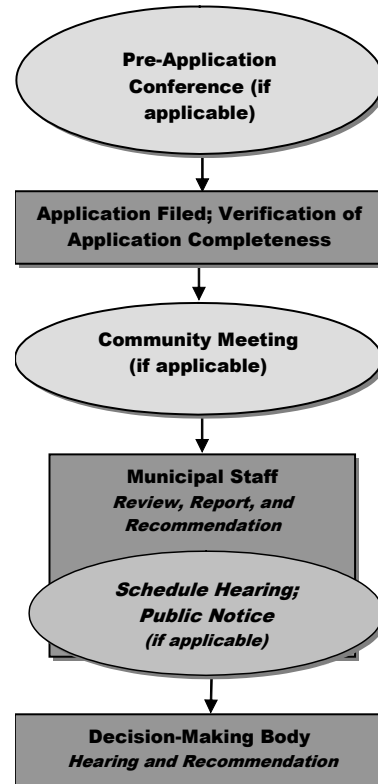 Pre-Application
Conference (if
applicable)
Application Filed; Verification of
Application Completeness
Community Meeting
(if applicable)
Municipal Staff
Review, Report, and
Recommendation
Schedule Hearing;
Public Notice
(if applicable)
Decision-Making Body
Hearing and Recommendation